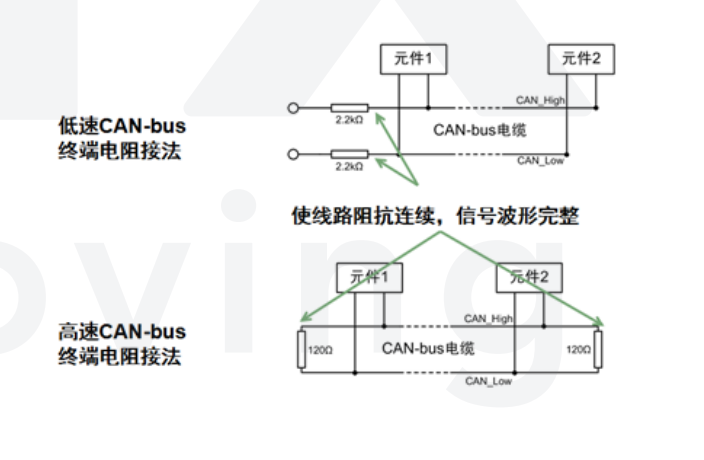 元件1
元件2
CAN_High
低速CAN-bus
终端电阻接法
2.2kΩ
CAN-bus电缆
2.2kΩ
CAN_Low
使线路阻抗连续，信号波形完整
元件1
元件2
高速CAN-bus
终端电阻接法
CAN_High
120Ω
CAN-bus电缆
120Ω
CAN_Low
oving